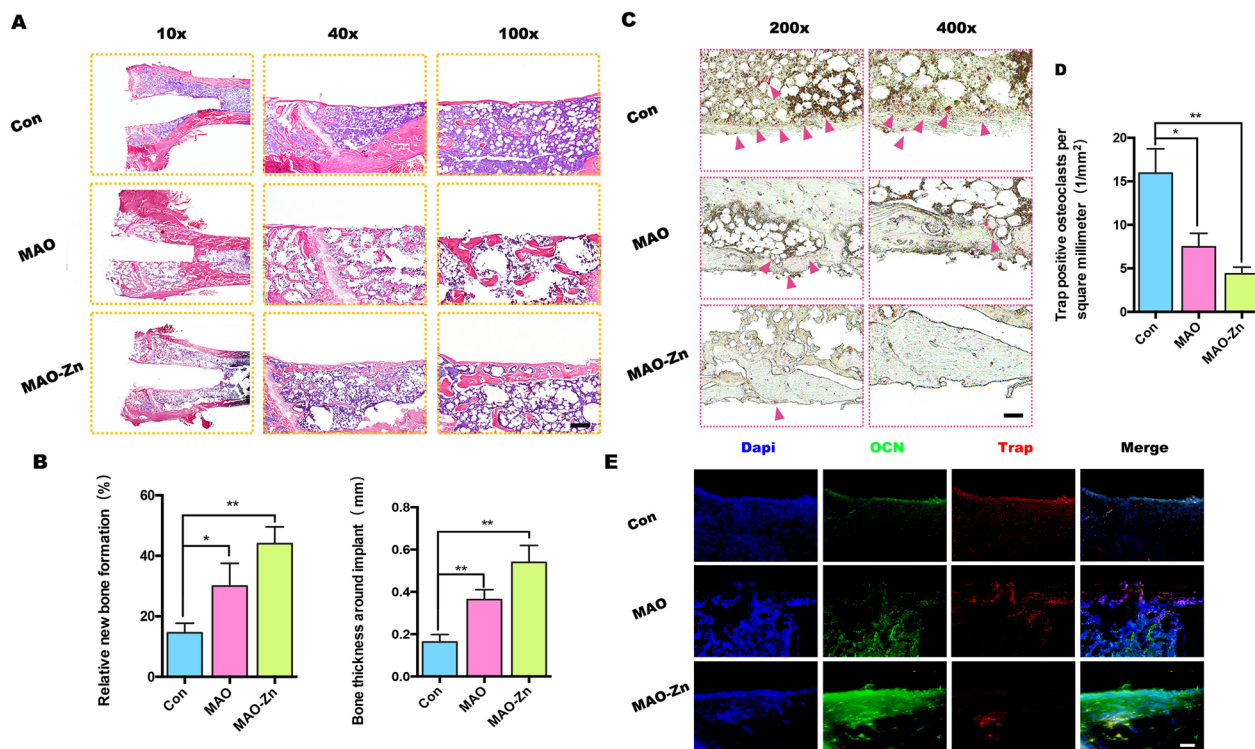 A
10x
40x
100x
Con
MAO
MAO-Zn
B
Relative new bone formation (%)
60
40
20
0
**
*
Con
MAO
MAO-Zn
Bone thickness around implant ( mm)
0.8
0.6
0.4
0.2
0.0
**
**
Con
MAO
MAO-Zn
C
200x
400x
Con
MAO
MAO-Zn
D
Trap positive osteoclasts per
square millimeter (1/mm²)
20
15
10
5
0
**
*
Con
MAO
MAO-Zn
E
Dapi
OCN
Trap
Merge
Con
MAO
MAO-Zn